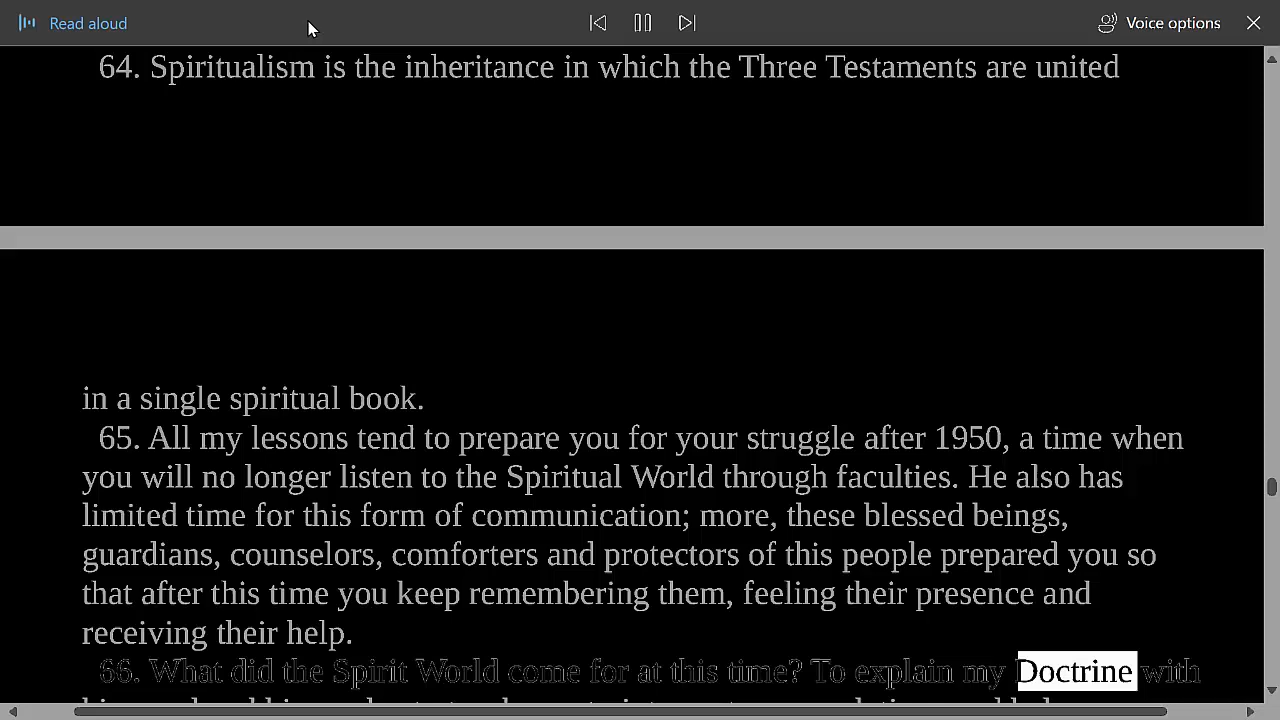 Read aloud
Voice options
64. Spiritualism is the inheritance in which the Three Testaments are united
in a single spiritual book.
65. All my lessons tend to prepare you for your struggle after 1950, a time when
you will no longer listen to the Spiritual World through faculties. He also has
limited time for this form of communication; more, these blessed beings,
guardians, counselors, comforters and protectors of this people prepared you so
that after this time you keep remembering them, feeling their presence and
receiving their help.
66. What did the Spirit World come for at this time? To explain my Doctrine with